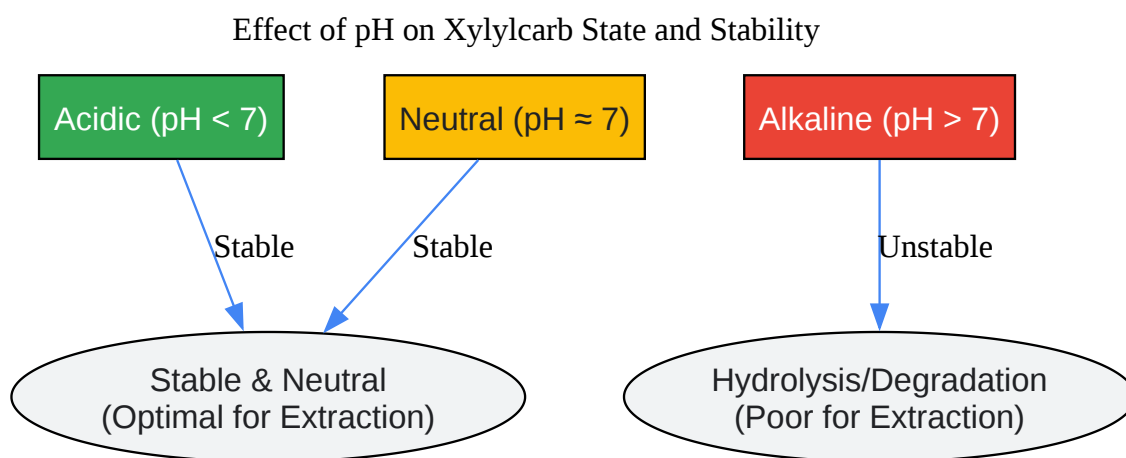 Effect of pH on Xylylcarb State and Stability
Acidic (pH < 7)
Neutral (pH ≈ 7)
Alkaline (pH > 7)
Stable
Stable
Unstable
Stable & Neutral
(Optimal for Extraction)
Hydrolysis/Degradation
(Poor for Extraction)